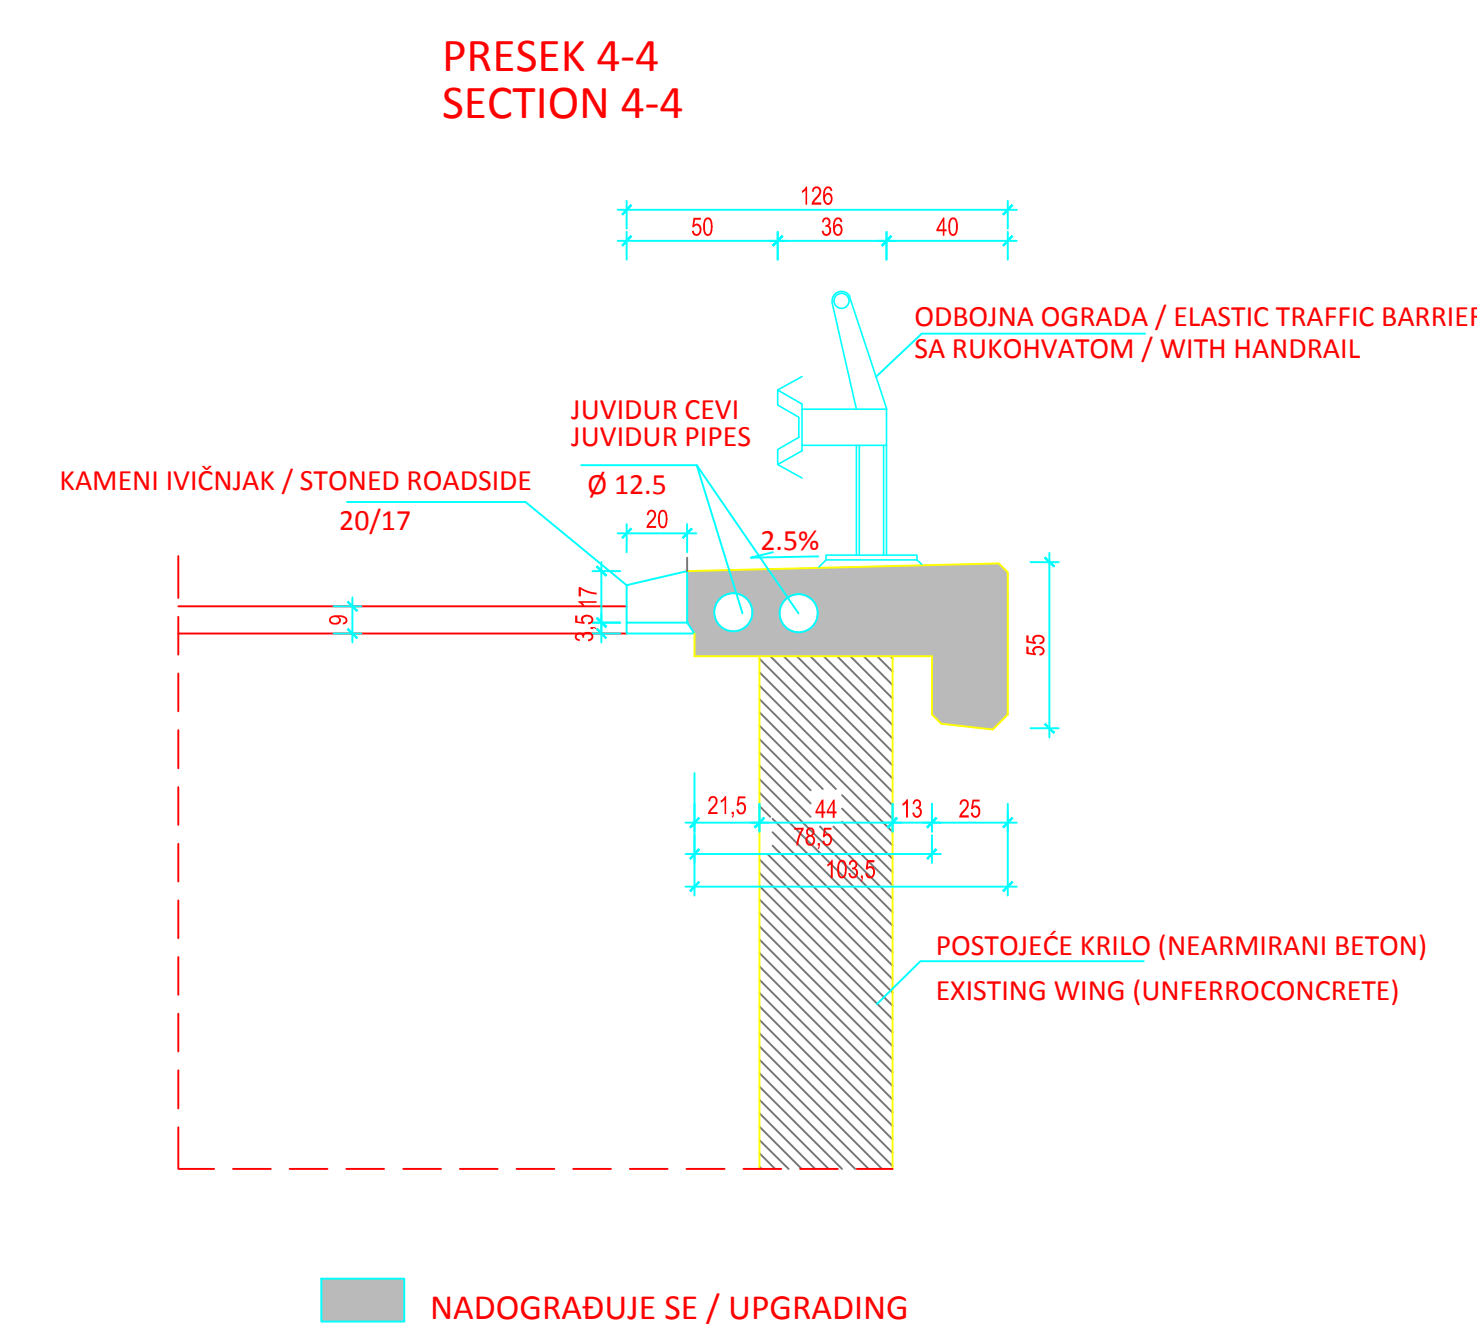 PRESEK 4-4
SECTION 4-4
126
50 36 40
ODBOJNA OGRADA / ELASTIC TRAFFIC BARRIER
SA RUKOHVATOM / WITH HANDRAIL
JUVIDUR CEVI
JUVIDUR PIPES
Ø 12.5
KAMENI IVIČNJAK / STONED ROADSIDE
20/17
20
2.5%
17
3,5
9
55
21,5 44 13 25
78,5
103,5
POSTOJEĆE KRILO (NEARMIRANI BETON)
EXISTING WING (UNFERROCONCRETE)
NADOGRAĐUJE SE / UPGRADING